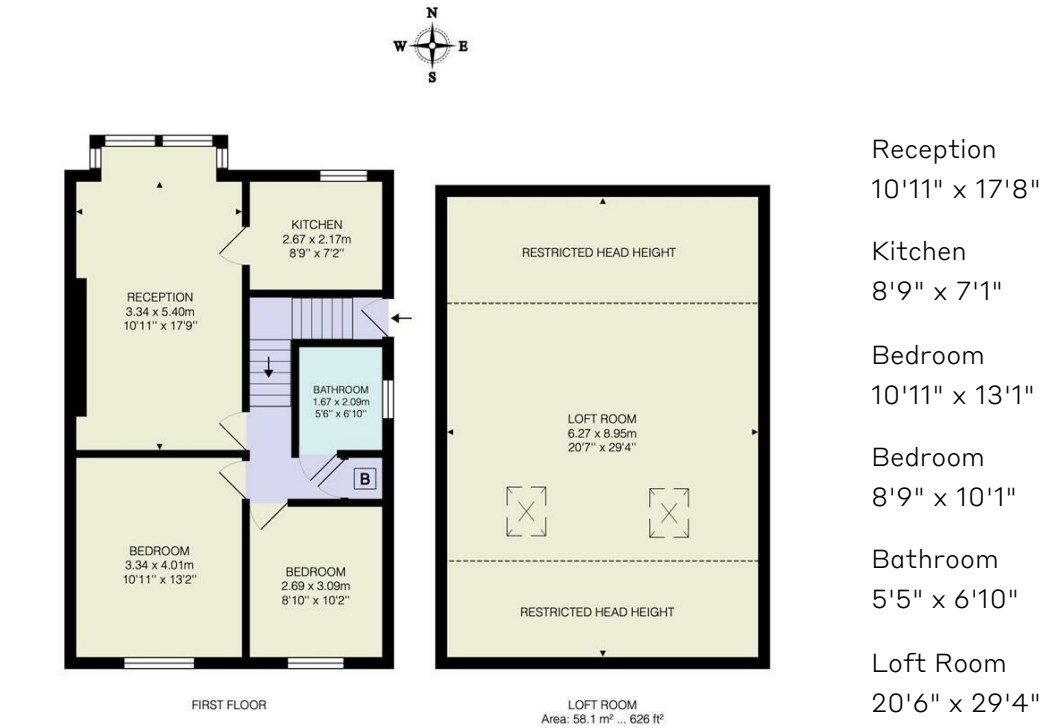 N
W E
S
RECEPTION
3.34 x 5.40m
10'11'' x 17'9''
KITCHEN
2.67 x 2.17m
8'9'' x 7'2''
BATHROOM
1.67 x 2.09m
5'6'' x 6'10''
B
BEDROOM
3.34 x 4.01m
10'11'' x 13'2''
BEDROOM
2.69 x 3.09m
8'10'' x 10'2''
FIRST FLOOR
RESTRICTED HEAD HEIGHT
LOFT ROOM
6.27 x 8.95m
20'7'' x 29'4''
RESTRICTED HEAD HEIGHT
LOFT ROOM
Area: 58.1 m² ... 626 ft²
Reception
10'11" x 17'8"
Kitchen
8'9" x 7'1"
Bedroom
10'11" x 13'1"
Bedroom
8'9" x 10'1"
Bathroom
5'5" x 6'10"
Loft Room
20'6" x 29'4"